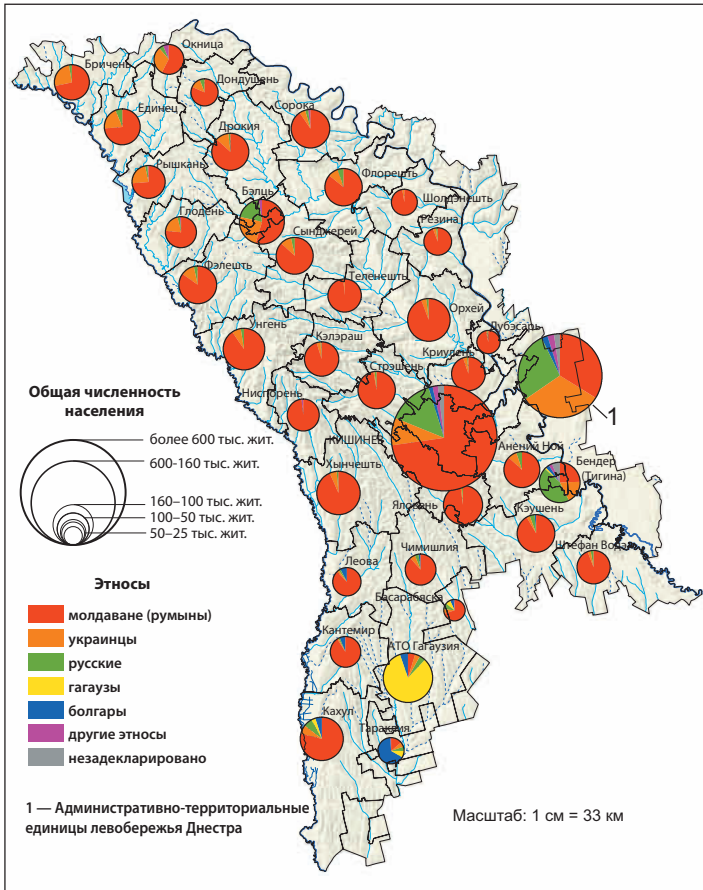 Окница
Бричень
Дондушень
Единец
Сорока
Дрокия
Рышкань
Флорешть
Бэлць
Шолдэнешть
Глодень
Резина
Сынджерей
Фэлешть
Теленешть
Орхей
Унгень
Дубэсарь
Кэлэраш
Криулень
Стрэшень
Общая численность
населения
Ниспорень
1
более 600 тыс. жит.
КИШИНЕВ
600-160 тыс. жит.
Анений Ной
Бендер
(Тигина)
Хынчешть
160–100 тыс. жит.
Яловень
100–50 тыс. жит.
Кэушень
50–25 тыс. жит.
Штефан Водэ
Чимишлия
Леова
Этносы
Басарабяска
молдаване (румыны)
украинцы
Кантемир
АТО Гагаузия
русские
гагаузы
болгары
Кахул
другие этносы
Тараклия
незадекларировано
1 — Административно-территориальные
единицы левобережья Днестра
Масштаб: 1 см = 33 км